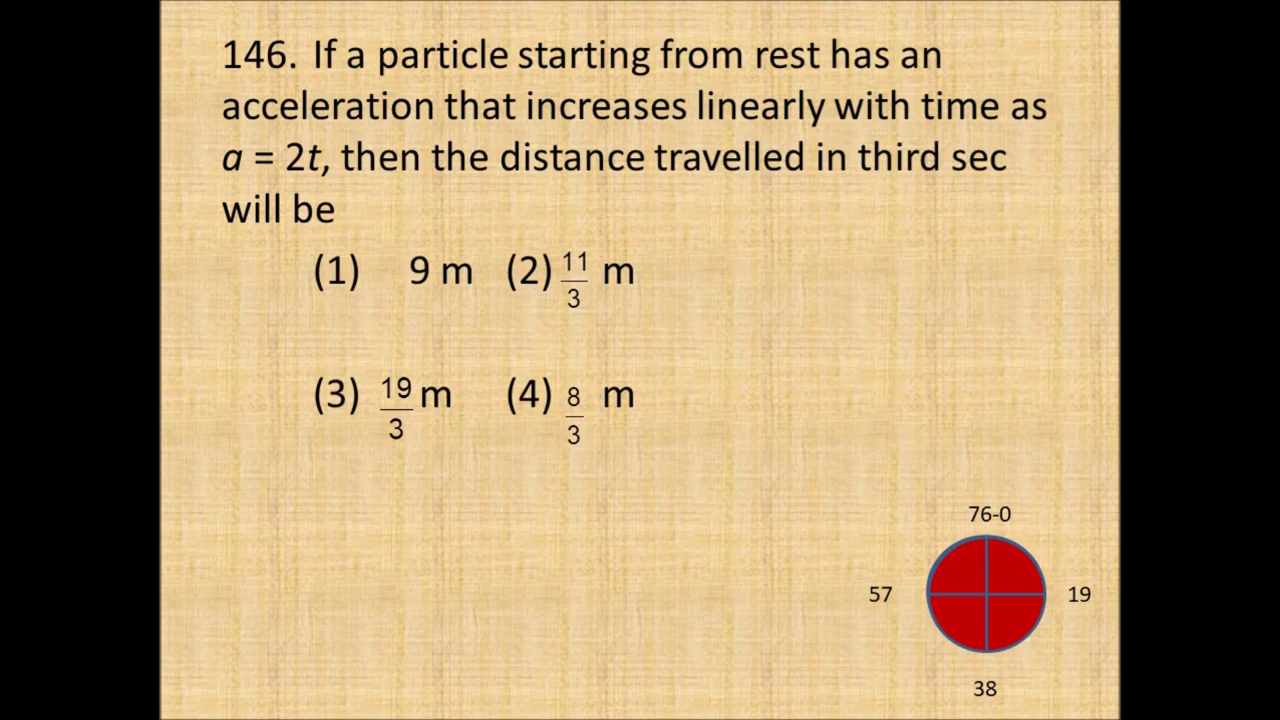 146. If a particle starting from rest has an
acceleration that increases linearly with time as
a = 2t, then the distance travelled in third sec
will be
(1) 9 m (2) 11/3 m
(3) 19/3 m (4) 8/3 m
76-0
57
19
38